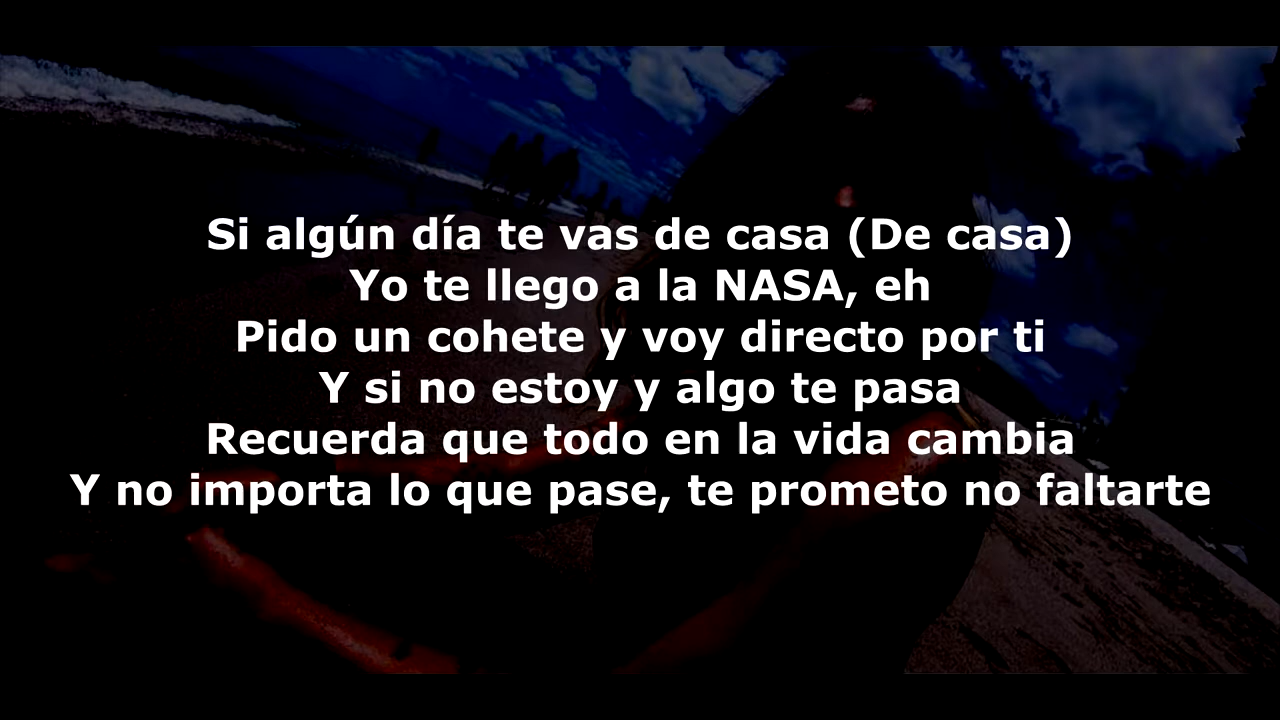 Si algún día te vas de casa (De casa)
Yo te llego a la NASA, eh
Pido un cohete y voy directo por ti
Y si no estoy y algo te pasa
Recuerda que todo en la vida cambia
Y no importa lo que pase, te prometo no faltarte